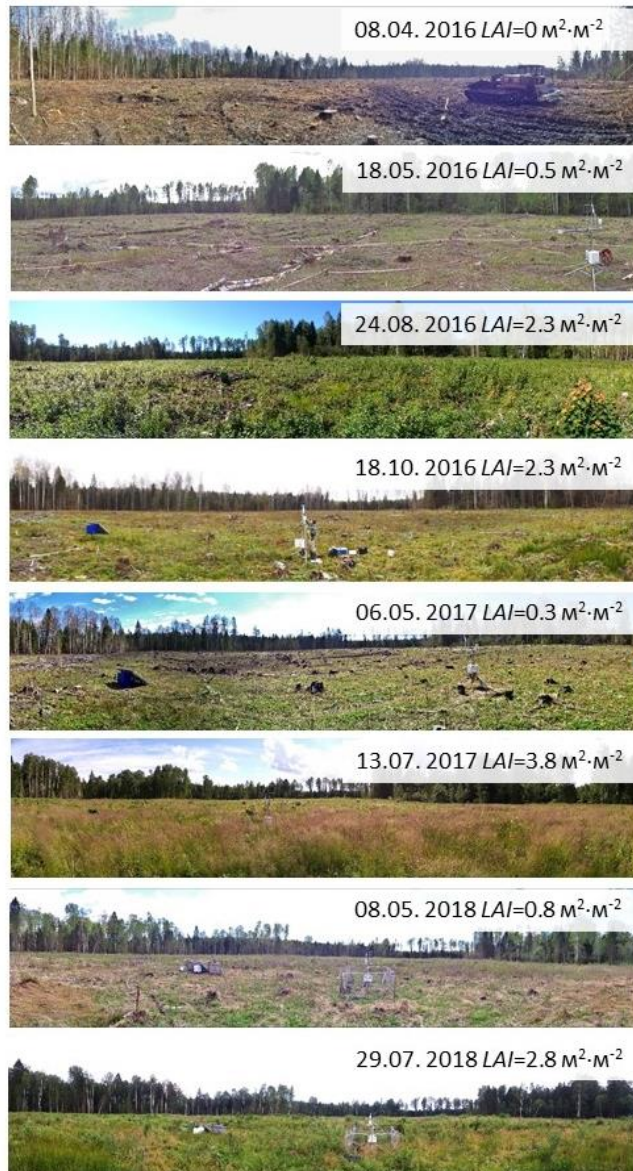 08.04. 2016 LAI=0 м²·м⁻²
18.05. 2016 LAI=0.5 м²·м⁻²
24.08. 2016 LAI=2.3 м²·м⁻²
18.10. 2016 LAI=2.3 м²·м⁻²
06.05. 2017 LAI=0.3 м²·м⁻²
13.07. 2017 LAI=3.8 м²·м⁻²
08.05. 2018 LAI=0.8 м²·м⁻²
29.07. 2018 LAI=2.8 м²·м⁻²